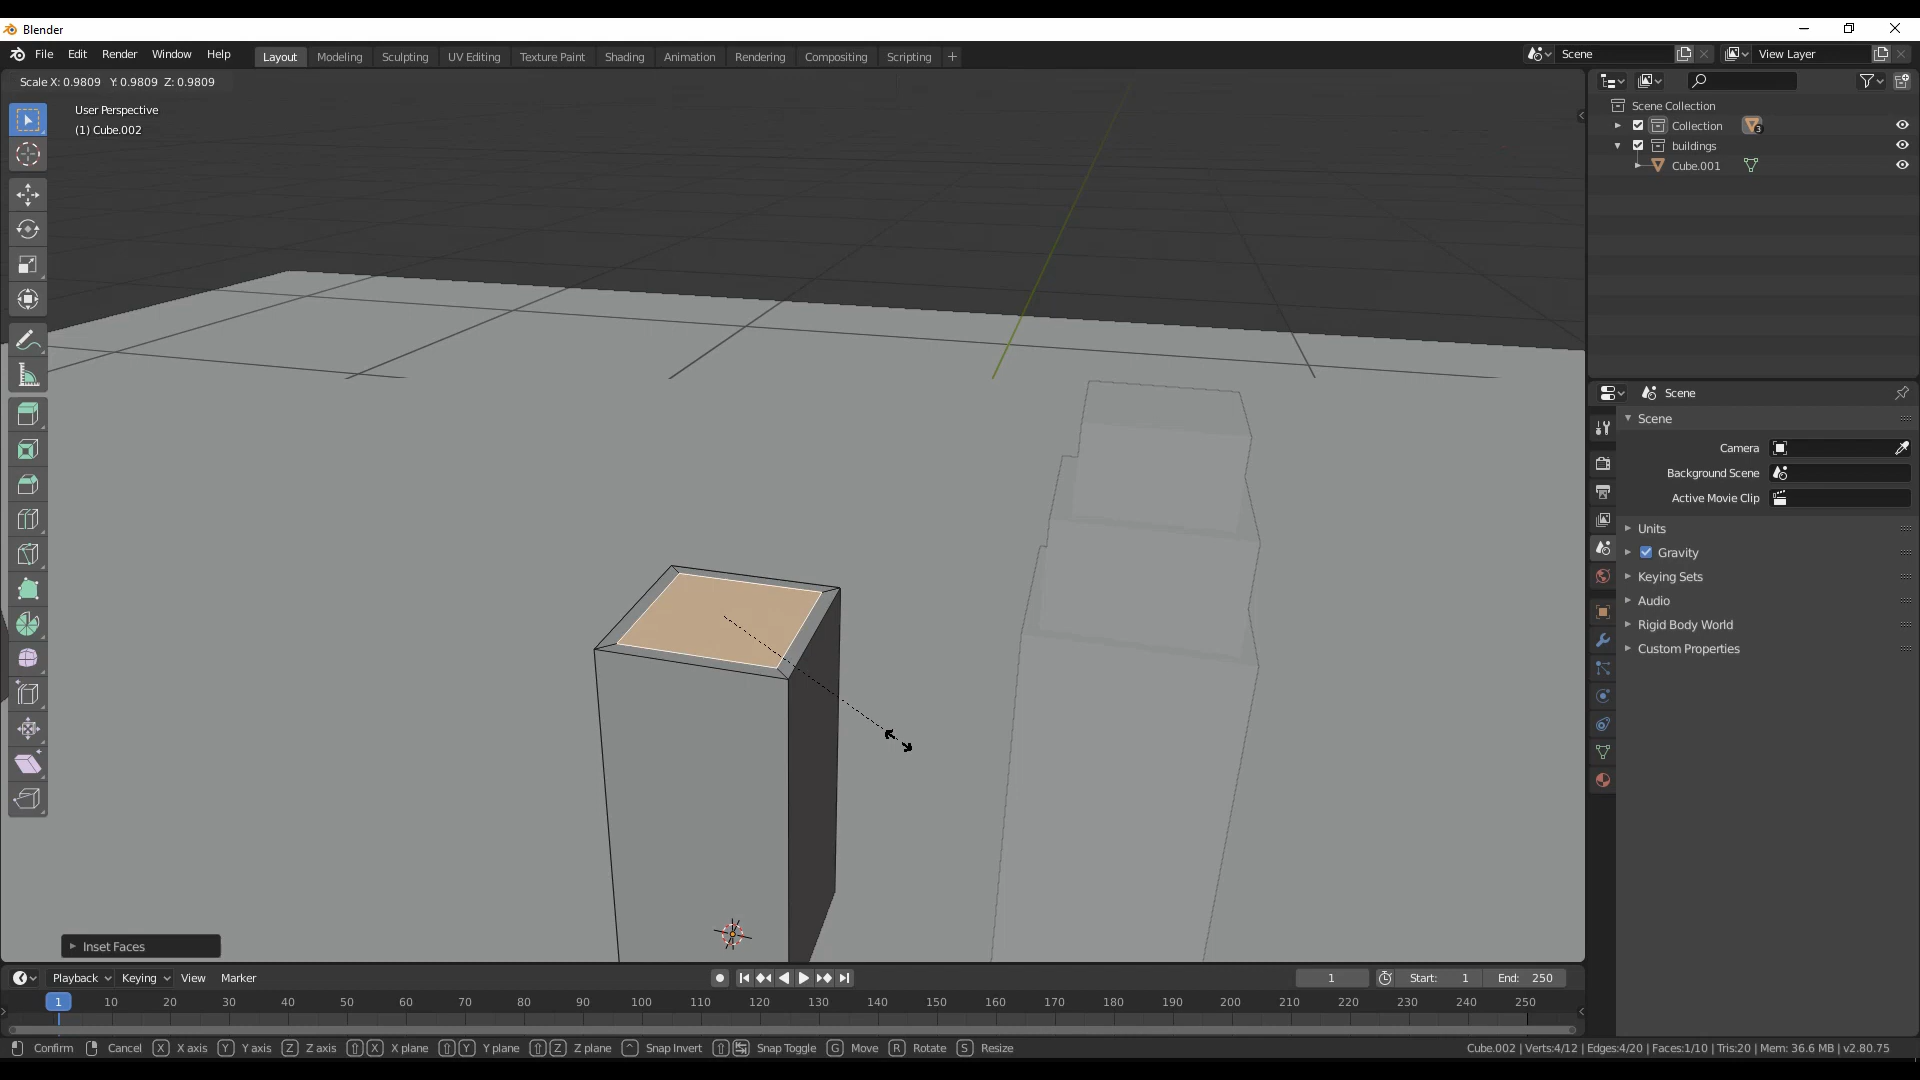 Blender
File Edit Render Window Help
Layout Modeling Sculpting UV Editing Texture Paint Shading Animation Rendering Compositing Scripting +
Scene
View Layer
Scale X: 0.9809 Y: 0.9809 Z: 0.9809
User Perspective
(1) Cube.002
Scene Collection
Collection 3
buildings
Cube.001
Scene
Scene
Camera
Background Scene
Active Movie Clip
Units
Gravity
Keying Sets
Audio
Rigid Body World
Custom Properties
Inset Faces
Playback Keying View Marker
1 Start: 1 End: 250
1 10 20 30 40 50 60 70 80 90 100 110 120 130 140 150 160 170 180 190 200 210 220 230 240 250
Confirm Cancel X X axis Y Y axis Z Z axis X X plane Y Y plane Z Z plane ^ Snap Invert Snap Toggle G Move R Rotate S Resize
Cube.002 | Verts:4/12 | Edges:4/20 | Faces:1/10 | Tris:20 | Mem: 36.6 MB | v2.80.75